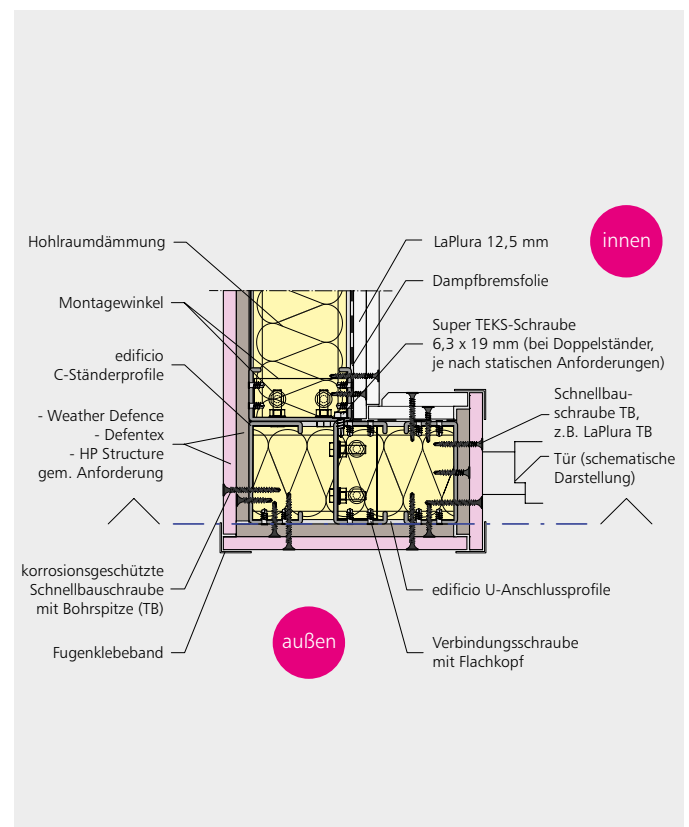 Hohlraumdämmung
Montagewinkel
edificio
C-Ständerprofile
- Weather Defence
- Defentex
- HP Structure
gem. Anforderung
korrosionsgeschützte
Schnellbauschraube
mit Bohrspitze (TB)
Fugenklebeband
LaPlura 12,5 mm
innen
Dampfbremsfolie
Super TEKS-Schraube
6,3 x 19 mm (bei Doppelständer,
je nach statischen Anforderungen)
Schnellbau-
schraube TB,
z.B. LaPlura TB
Tür (schematische
Darstellung)
edificio U-Anschlussprofile
außen
Verbindungsschraube
mit Flachkopf